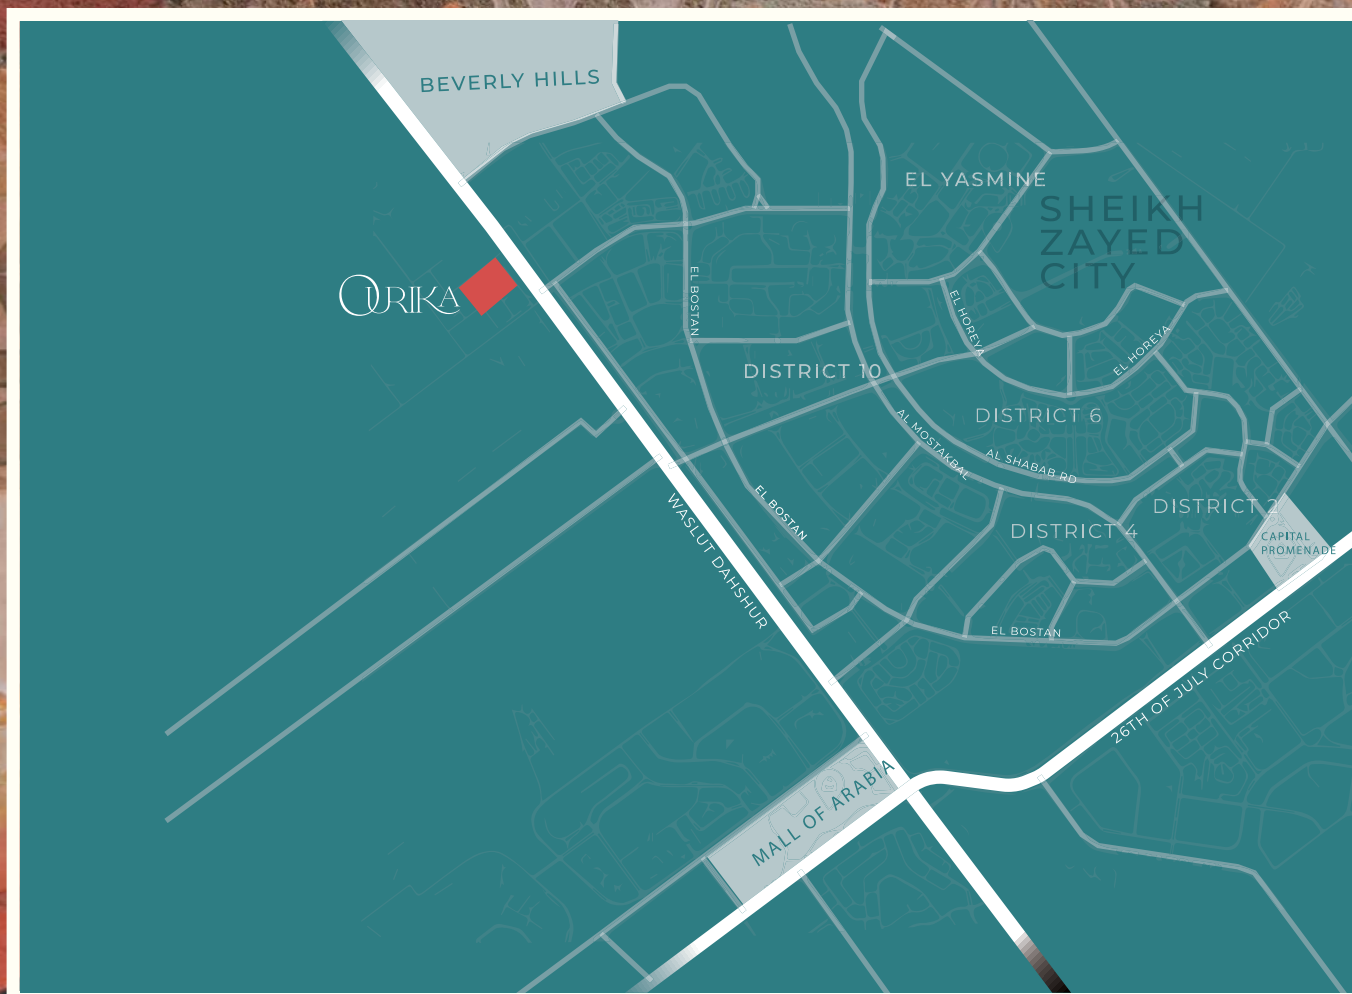 BEVERLY HILLS
EL YASMINE
SHEIKH
ZAYED
CITY
OURIKA
EL BOSTAN
EL HOREYA
EL HOREYA
DISTRICT 10
DISTRICT 6
AL MOSTAKBAL
AL SHABAB RD
EL BOSTAN
WASLUT DAHSHUR
DISTRICT 2
DISTRICT 4
CAPITAL
PROMENADE
EL BOSTAN
26TH OF JULY CORRIDOR
MALL OF ARABIA